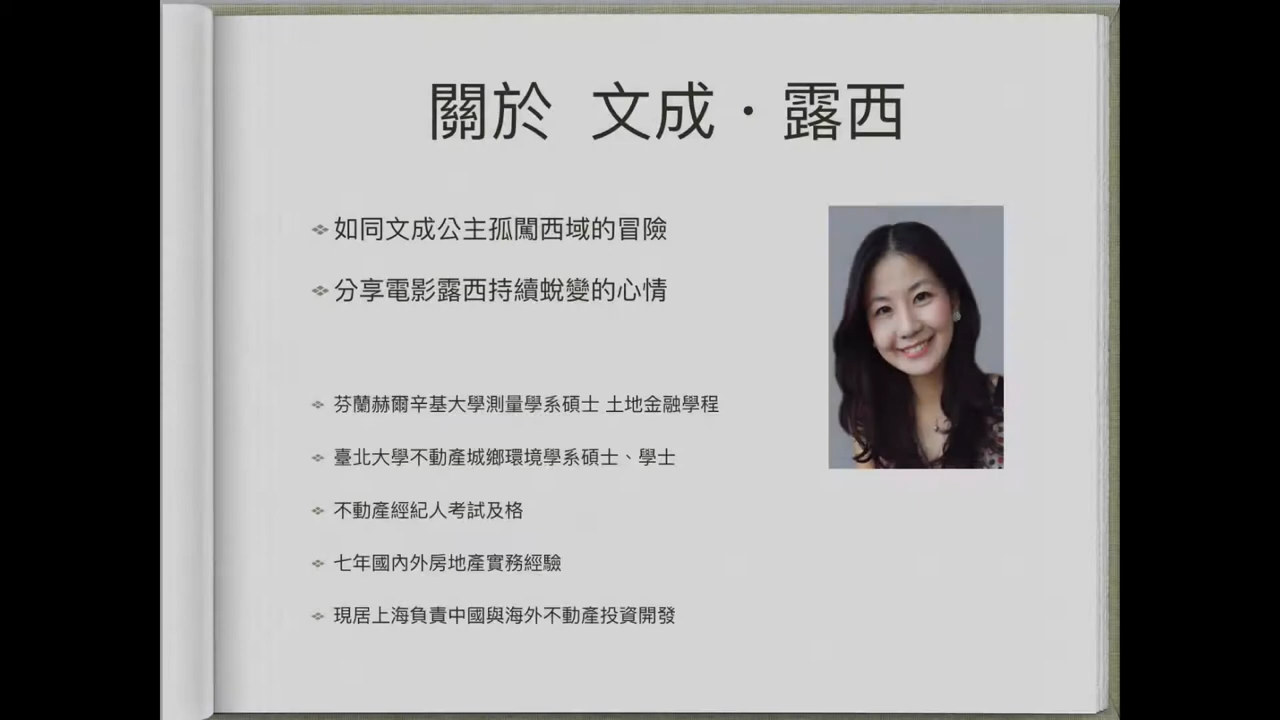 關於 文成·露西
如同文成公主孤闖西域的冒險
分享電影露西持續蛻變的心情
芬蘭赫爾辛基大學測量學系碩士 土地金融學程
臺北大學不動產城鄉環境學系碩士、學士
不動產經紀人考試及格
七年國內外房地產實務經驗
現居上海負責中國與海外不動產投資開發